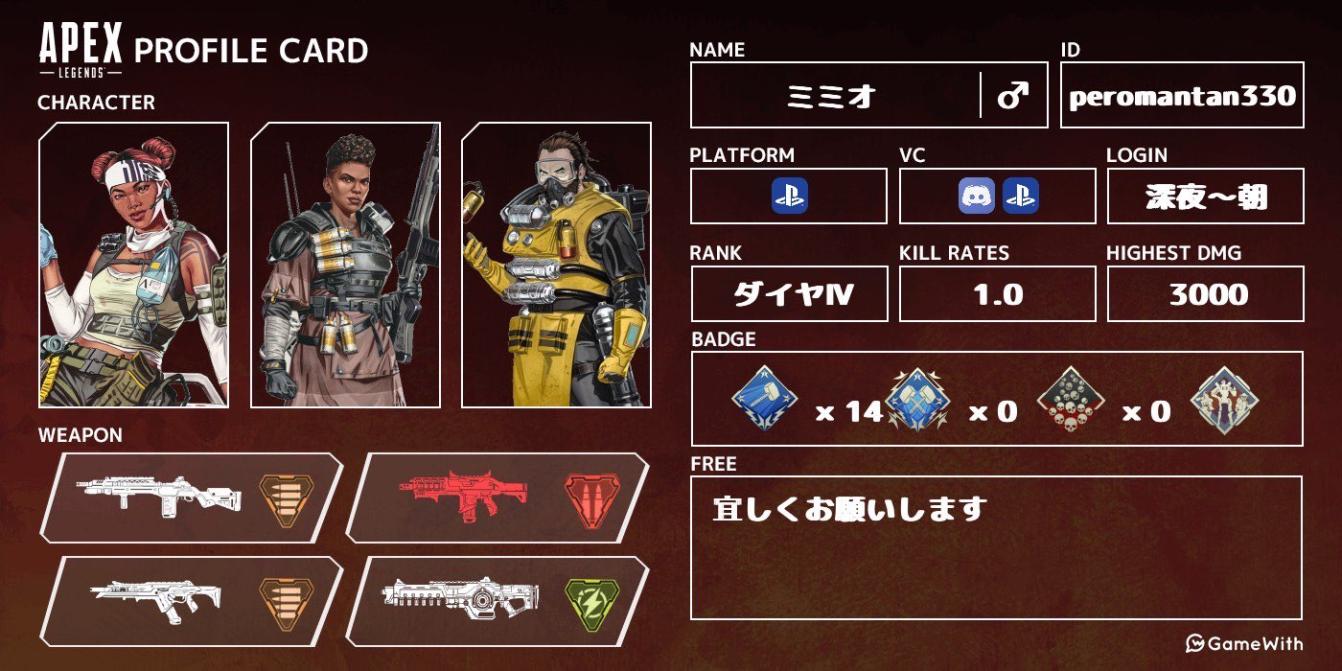 APEX
LEGENDS
PROFILE CARD
CHARACTER
WEAPON
NAME
ミミオ ♂
ID
peromantan330
PLATFORM
VC
LOGIN
深夜〜朝
RANK
ダイヤⅣ
KILL RATES
1.0
HIGHEST DMG
3000
BADGE
x 14
x 0
x 0
FREE
宜しくお願いします
GameWith